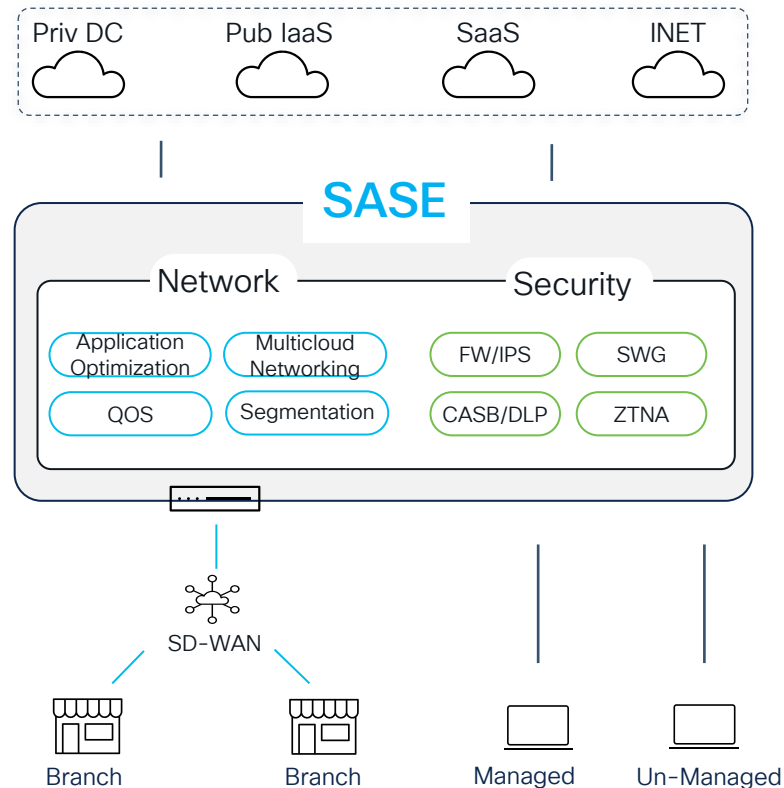 Priv DC
Pub IaaS
SaaS
INET
SASE
Network
Security
Application
Optimization
Multicloud
Networking
FW/IPS
SWG
QOS
Segmentation
CASB/DLP
ZTNA
SD-WAN
Branch
Branch
Managed
Un-Managed